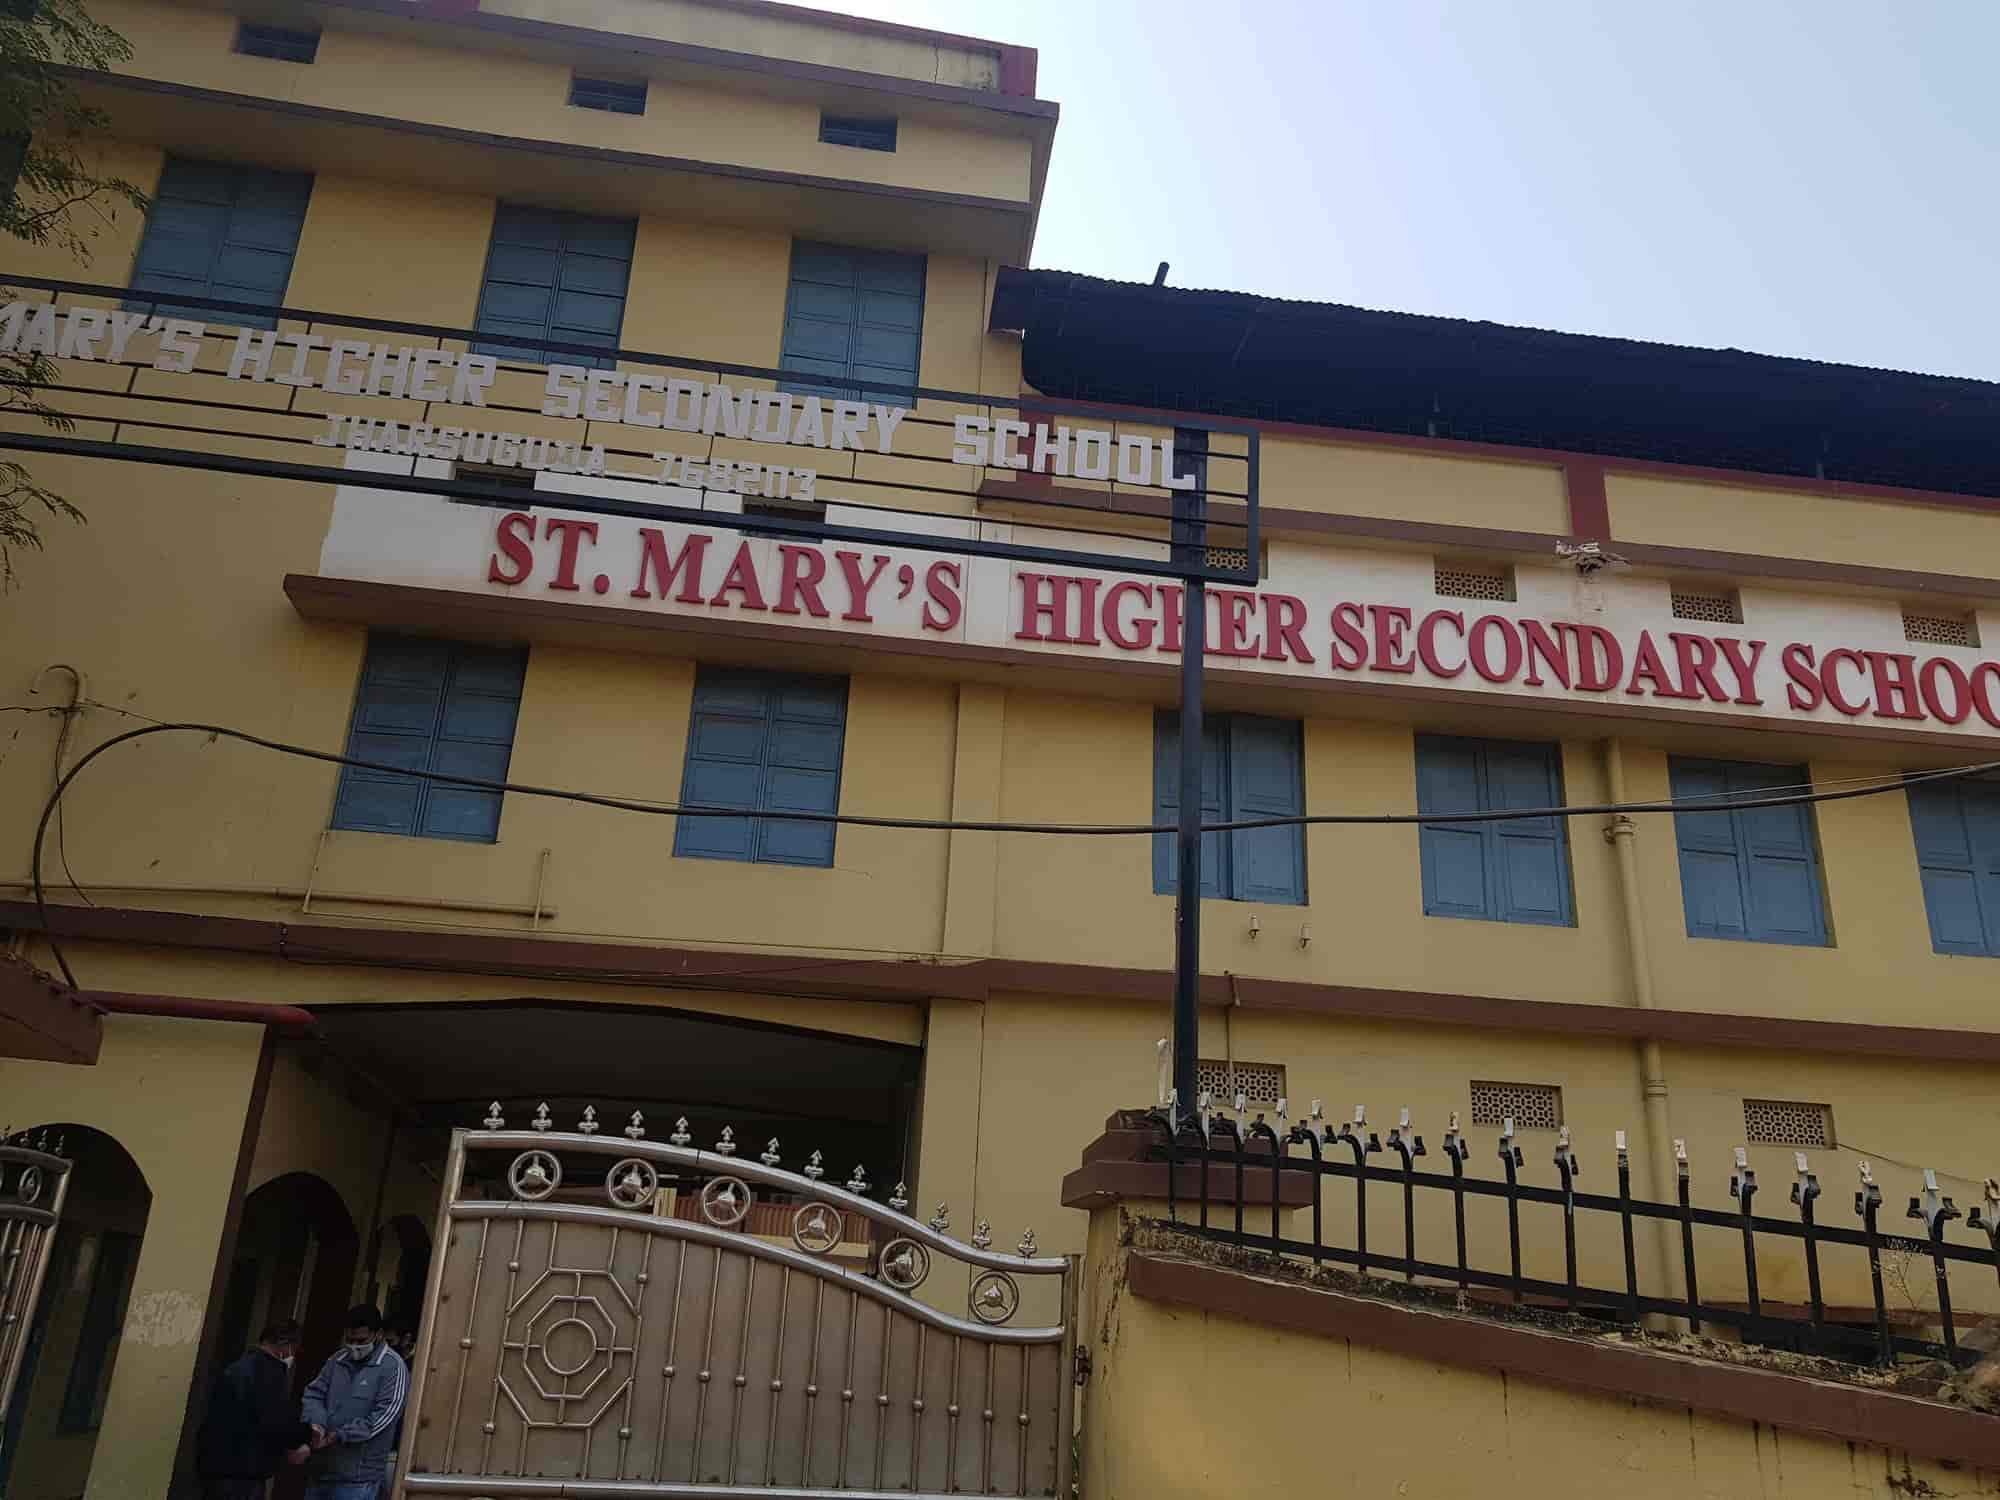 MARY'S HIGHER SECONDARY SCHOOL
JHARSUGUDA 768203
ST. MARY'S HIGHER SECONDARY SCHOO